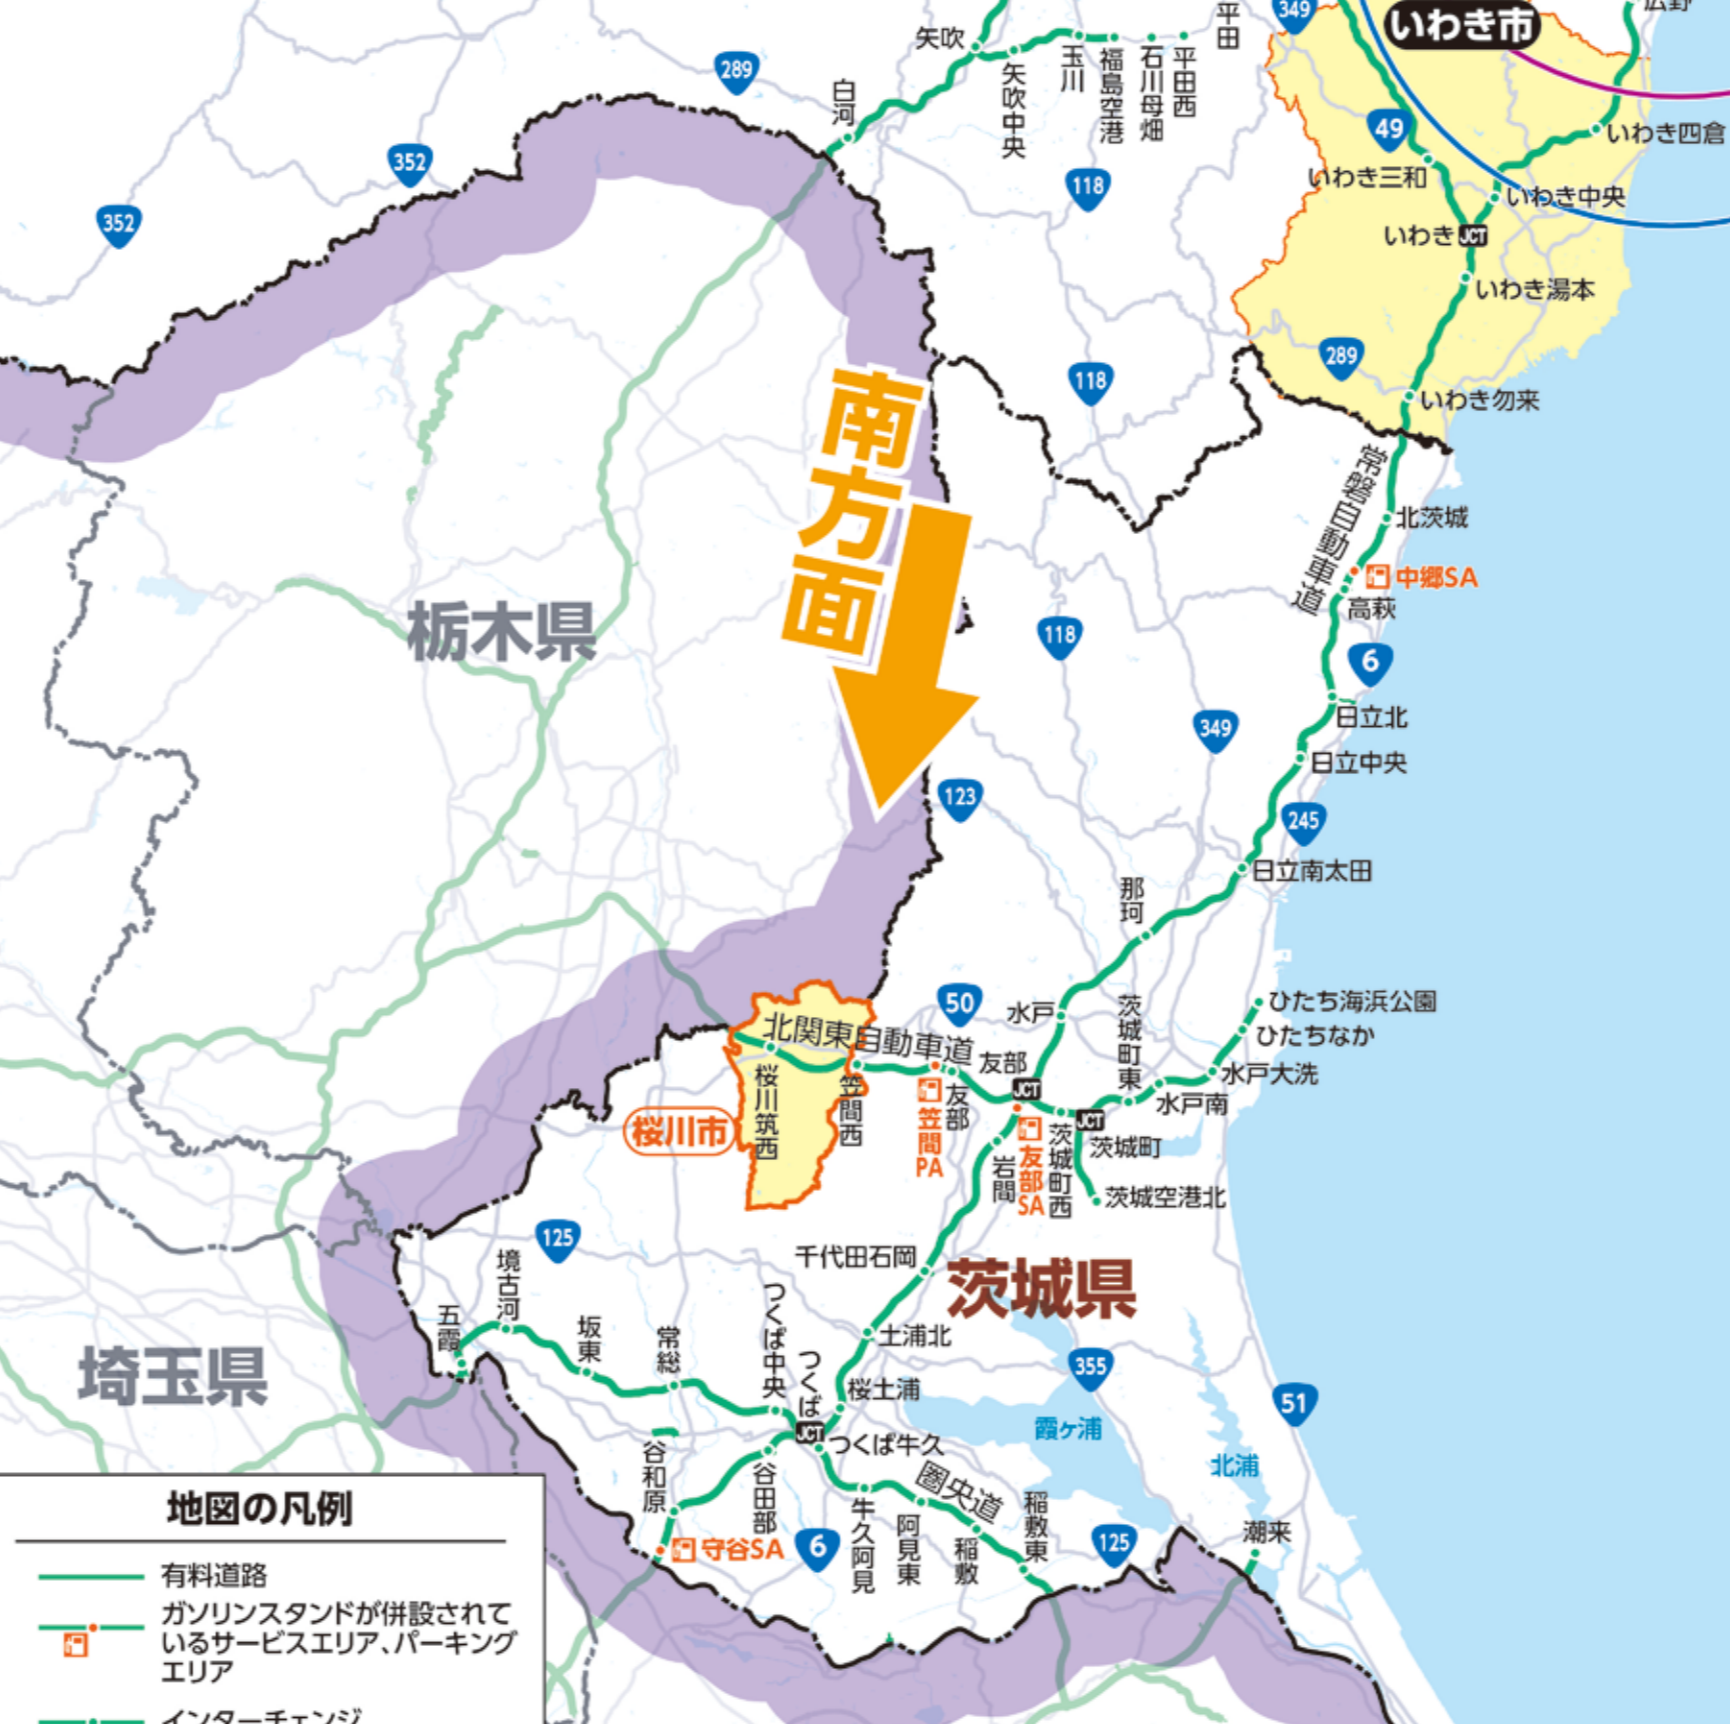 いわき市
広野
349
平田
矢吹
矢吹中央
玉川
福島空港
石川母畑
平田西
289
白河
352
352
118
49
いわき四倉
いわき三和
いわき中央
いわき
JCT
いわき湯本
289
118
いわき勿来
南方面
常磐自動車道
北茨城
中郷SA
高萩
栃木県
118
6
日立北
349
日立中央
123
245
日立南太田
那珂
50
水戸
茨城町東
ひたち海浜公園
ひたちなか
北関東自動車道
友部
JCT
水戸大洗
水戸南
桜川市
桜川筑西
笠間西
笠間PA
友部
友部SA
岩間
茨城町西
JCT
茨城町
茨城空港北
125
千代田石岡
茨城県
境古河
五霞
坂東
常総
つくば中央
つくば
JCT
土浦北
桜土浦
355
51
埼玉県
霞ヶ浦
北浦
つくば牛久
谷和原
谷田部
圏央道
牛久阿見
阿見東
稲敷
稲敷東
守谷SA
6
125
潮来
地図の凡例
有料道路
ガソリンスタンドが併設されて
いるサービスエリア、パーキング
エリア
インターチェンジ